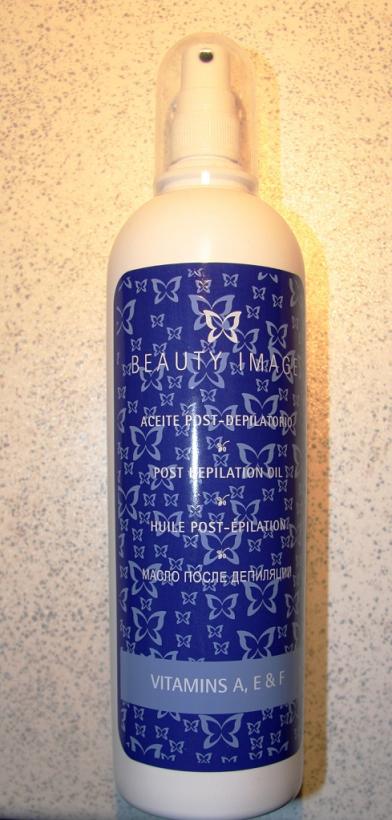 BEAUTY IMAGE
ACEITE POST-DEPILATORIO
POST DEPILATION OIL
HUILE POST-ÉPILATION
МАСЛО ПОСЛЕ ДЕПИЛЯЦИИ
VITAMINS A, E & F